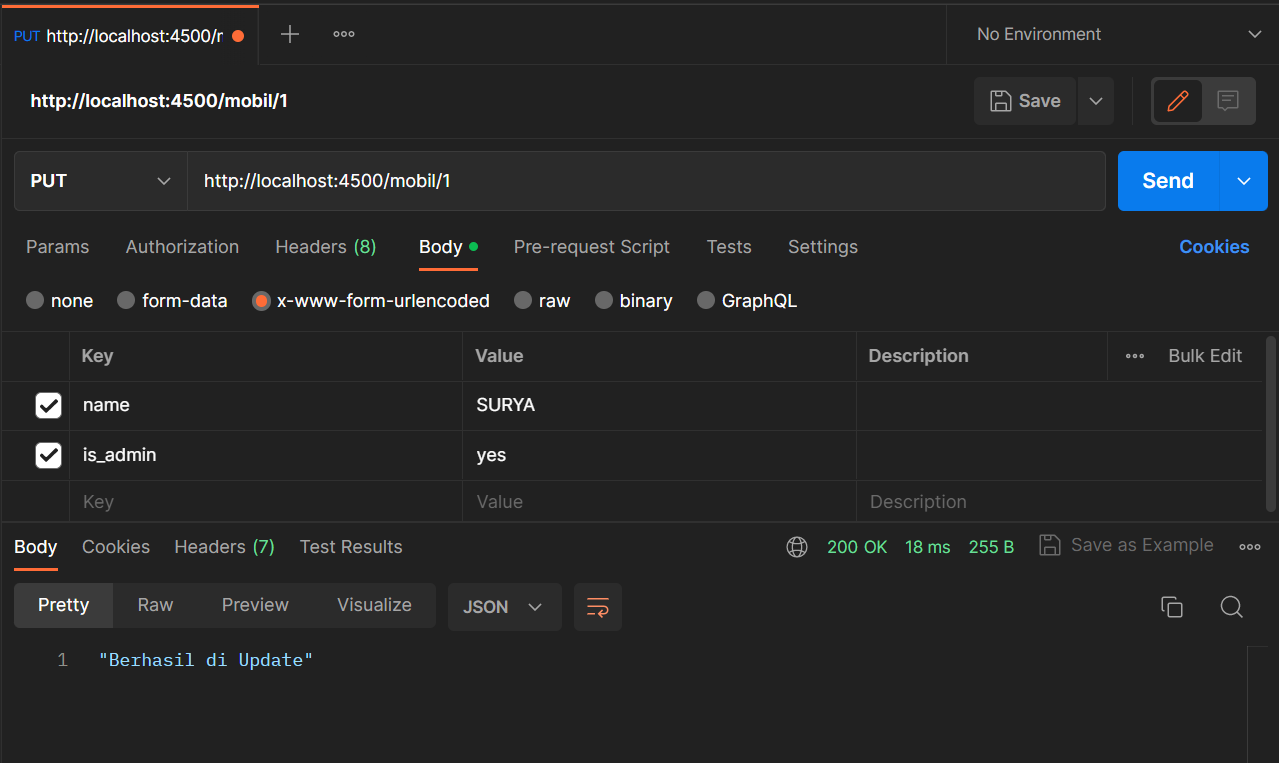 PUT http://localhost:4500/r
No Environment
http://localhost:4500/mobil/1
Save
PUT http://localhost:4500/mobil/1 Send
Params Authorization Headers (8) Body Pre-request Script Tests Settings Cookies
none form-data x-www-form-urlencoded raw binary GraphQL
Key Value Description Bulk Edit
name SURYA
is_admin yes
Key Value Description
Body Cookies Headers (7) Test Results 200 OK 18 ms 255 B Save as Example
Pretty Raw Preview Visualize JSON
1 "Berhasil di Update"